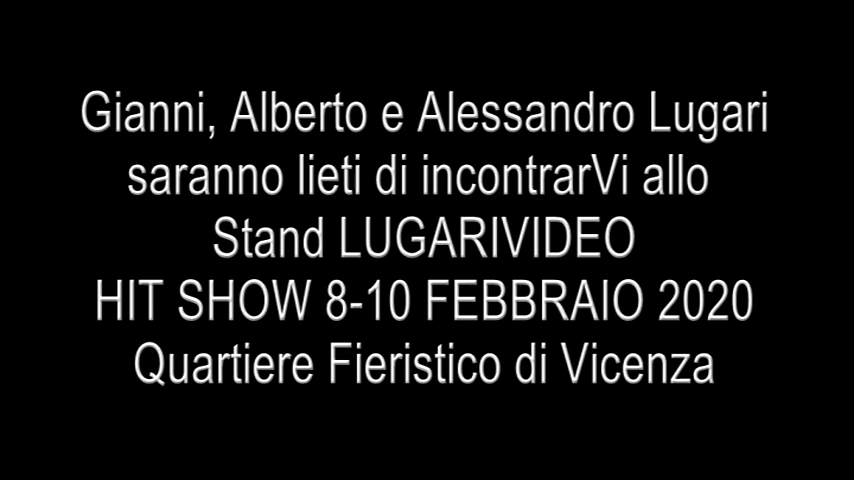 Gianni, Alberto e Alessandro Lugari
saranno lieti di incontrarVi allo
Stand LUGARIVIDEO
HIT SHOW 8-10 FEBBRAIO 2020
Quartiere Fieristico di Vicenza